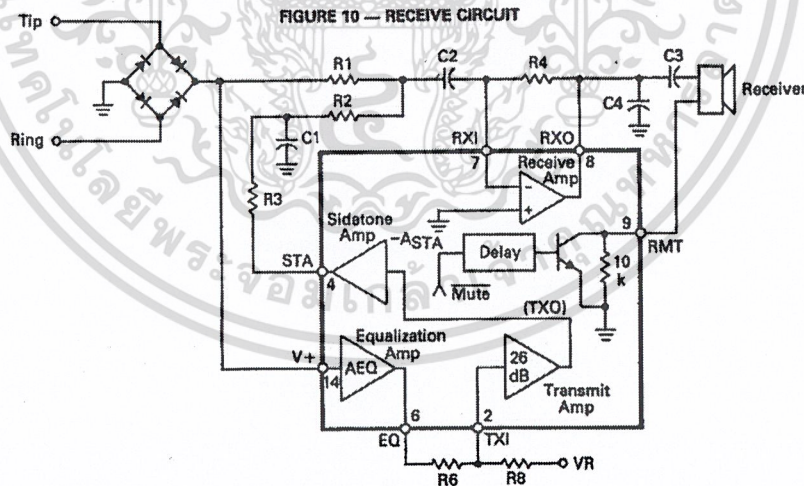 FIGURE 10 — RECEIVE CIRCUIT
Tip
Ring
R1
R2
C1
R3
C2
R4
C3
C4
Receiver
RXI
RXO
7
8
Receive
Amp
-
+
Sidetone
Amp
-ASTA
STA
4
Delay
Mute
9
RMT
10
k
(TXO)
V+
14
Equalization
Amp
AEQ
26
dB
Transmit
Amp
6
2
EQ
TXI
R6
R8
VR